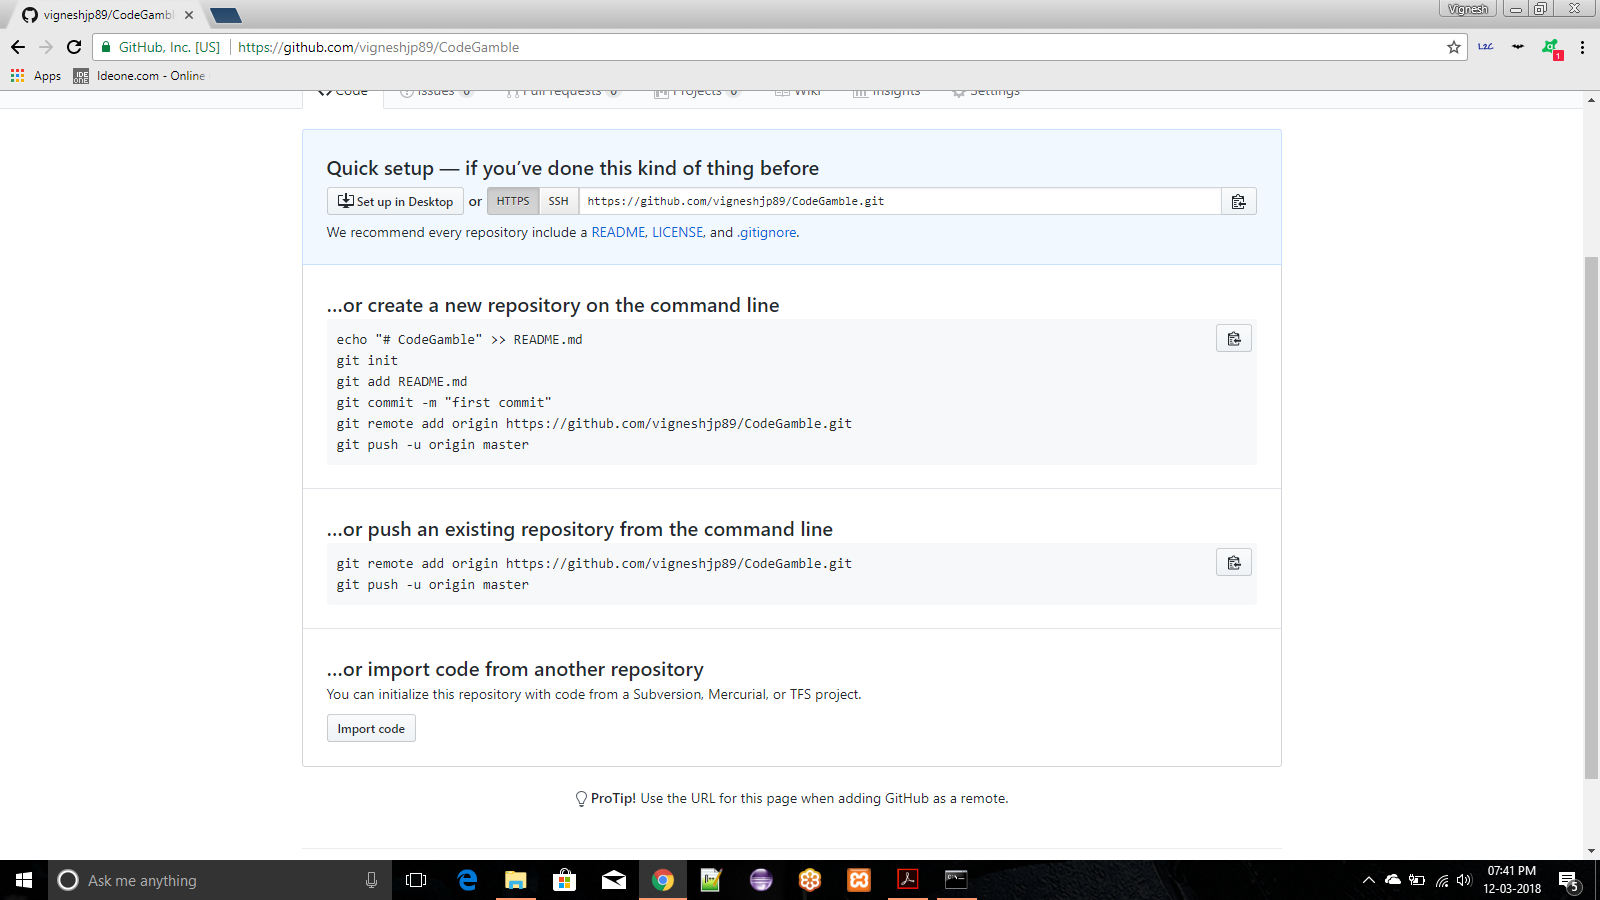 vigneshjp89/CodeGambl
Vignesh
GitHub, Inc. [US] https://github.com/vigneshjp89/CodeGamble
1
Apps IDE ONE Ideone.com - Online
Code Issues 0 Pull requests 0 Projects 0 Wiki Insights Settings
Quick setup — if you’ve done this kind of thing before
Set up in Desktop or HTTPS SSH https://github.com/vigneshjp89/CodeGamble.git
We recommend every repository include a README, LICENSE, and .gitignore.
…or create a new repository on the command line
echo "# CodeGamble" >> README.md
git init
git add README.md
git commit -m "first commit"
git remote add origin https://github.com/vigneshjp89/CodeGamble.git
git push -u origin master
…or push an existing repository from the command line
git remote add origin https://github.com/vigneshjp89/CodeGamble.git
git push -u origin master
…or import code from another repository
You can initialize this repository with code from a Subversion, Mercurial, or TFS project.
Import code
ProTip! Use the URL for this page when adding GitHub as a remote.
Ask me anything
07:41 PM
12-03-2018
5